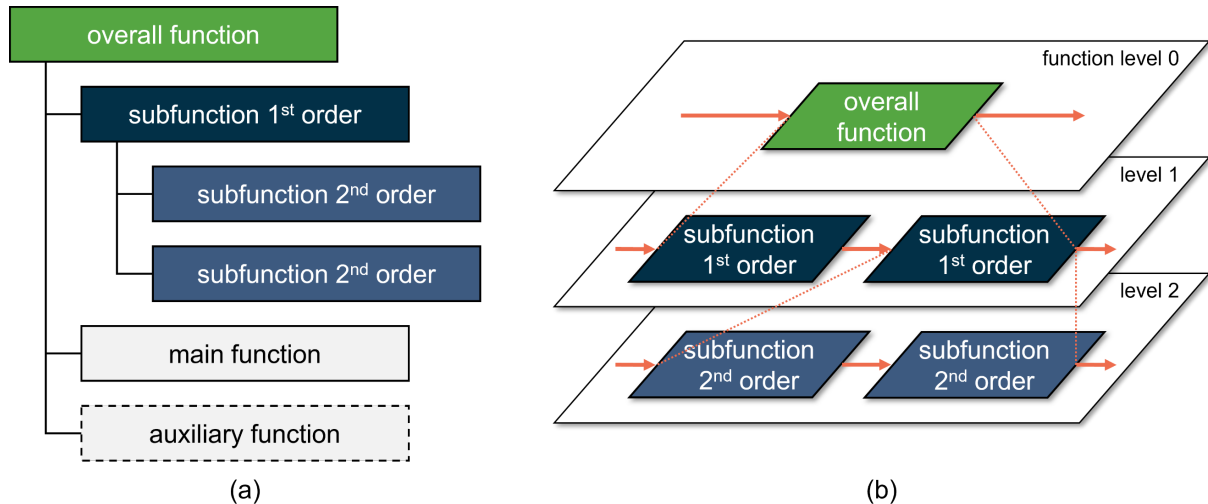 overall function
subfunction 1st order
subfunction 2nd order
subfunction 2nd order
main function
auxiliary function
(a)
function level 0
overall
function
level 1
subfunction
1st order
subfunction
1st order
level 2
subfunction
2nd order
subfunction
2nd order
(b)